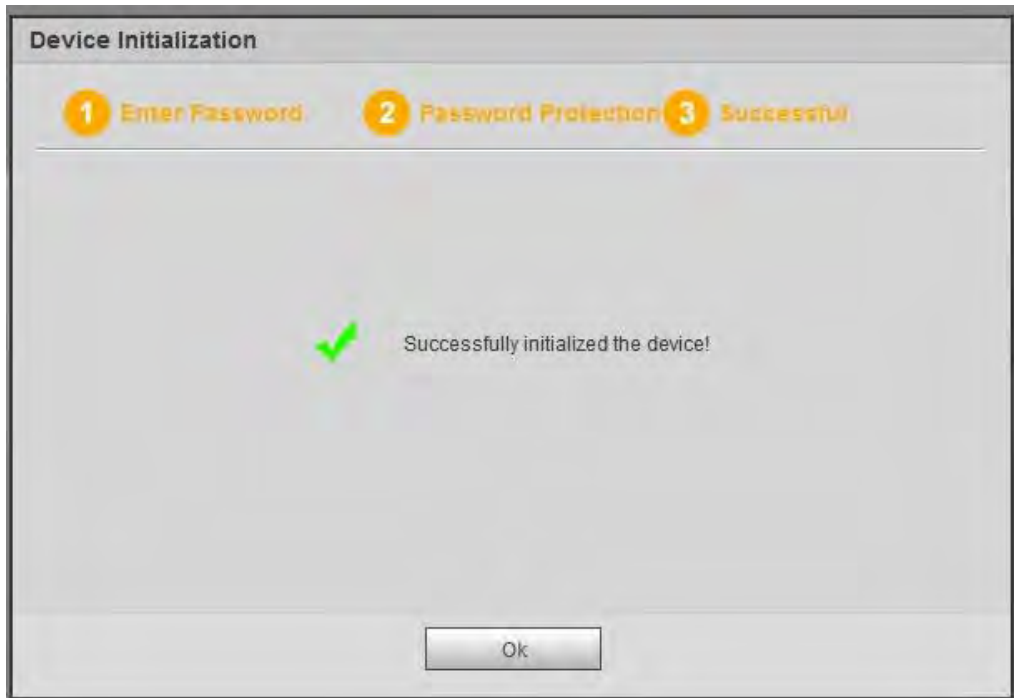 Device Initialization
1 Enter Password 2 Password Protection 3 Successful
Successfully initialized the device!
Ok